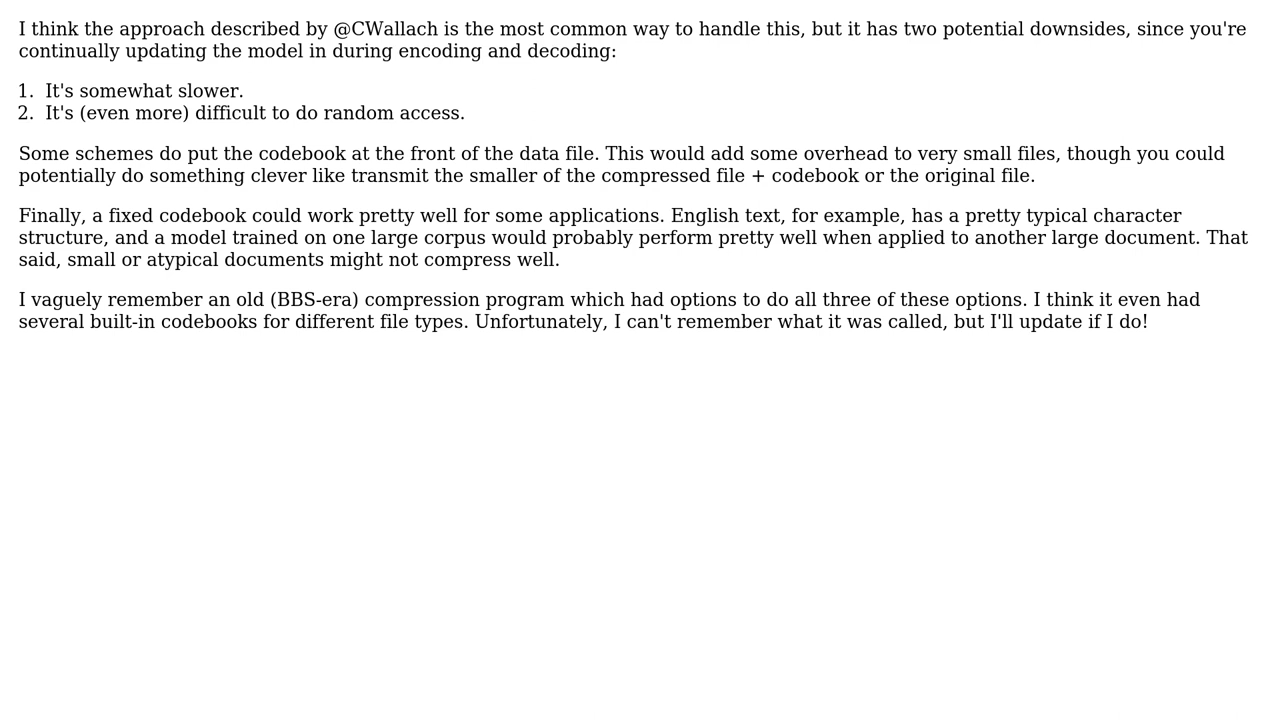 I think the approach described by @CWallach is the most common way to handle this, but it has two potential downsides, since you're
continually updating the model in during encoding and decoding:
1. It's somewhat slower.
2. It's (even more) difficult to do random access.
Some schemes do put the codebook at the front of the data file. This would add some overhead to very small files, though you could
potentially do something clever like transmit the smaller of the compressed file + codebook or the original file.
Finally, a fixed codebook could work pretty well for some applications. English text, for example, has a pretty typical character
structure, and a model trained on one large corpus would probably perform pretty well when applied to another large document. That
said, small or atypical documents might not compress well.
I vaguely remember an old (BBS-era) compression program which had options to do all three of these options. I think it even had
several built-in codebooks for different file types. Unfortunately, I can't remember what it was called, but I'll update if I do!